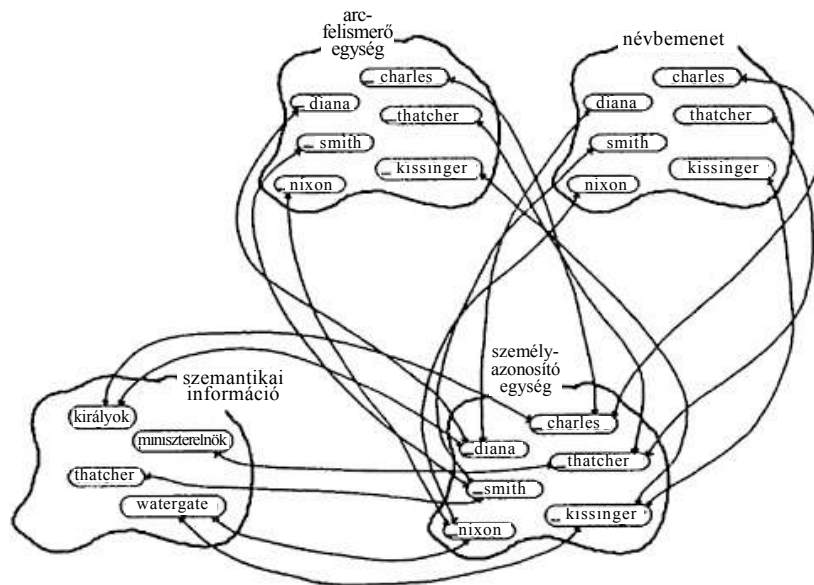 arc-
felismerő
egység
charles
diana
thatcher
smith
kissinger
nixon
névbemenet
charles
diana
thatcher
smith
kissinger
nixon
szemantikai
információ
királyok
miniszterelnök
thatcher
watergate
személy-
azonosító
egység
charles
diana
thatcher
smith
kissinger
nixon